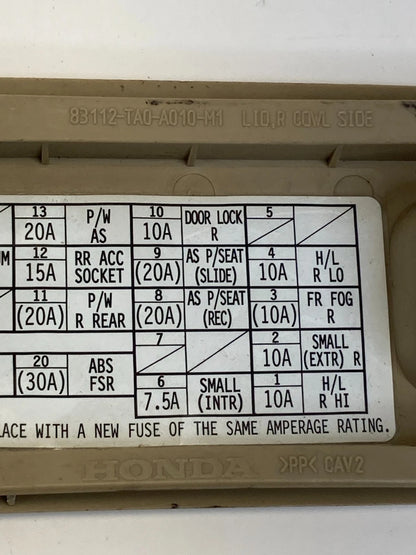 83112-TA0-A010-M1 LID,R COWL SIDE
13 P/W AS 10 DOOR LOCK R 5
20A 10A
12 RR ACC SOCKET 9 AS P/SEAT (SLIDE) 4 H/L R LO
15A (20A) 10A
11 P/W R REAR 8 AS P/SEAT (REC) 3 FR FOG R
(20A) (20A) (10A)
7 2 SMALL (EXTR) R
10A
20 ABS FSR 6 SMALL (INTR) 1 H/L R HI
(30A) 7.5A 10A
WITH A NEW FUSE OF THE SAME AMPERAGE RATING.
HONDA >PP< CAV2